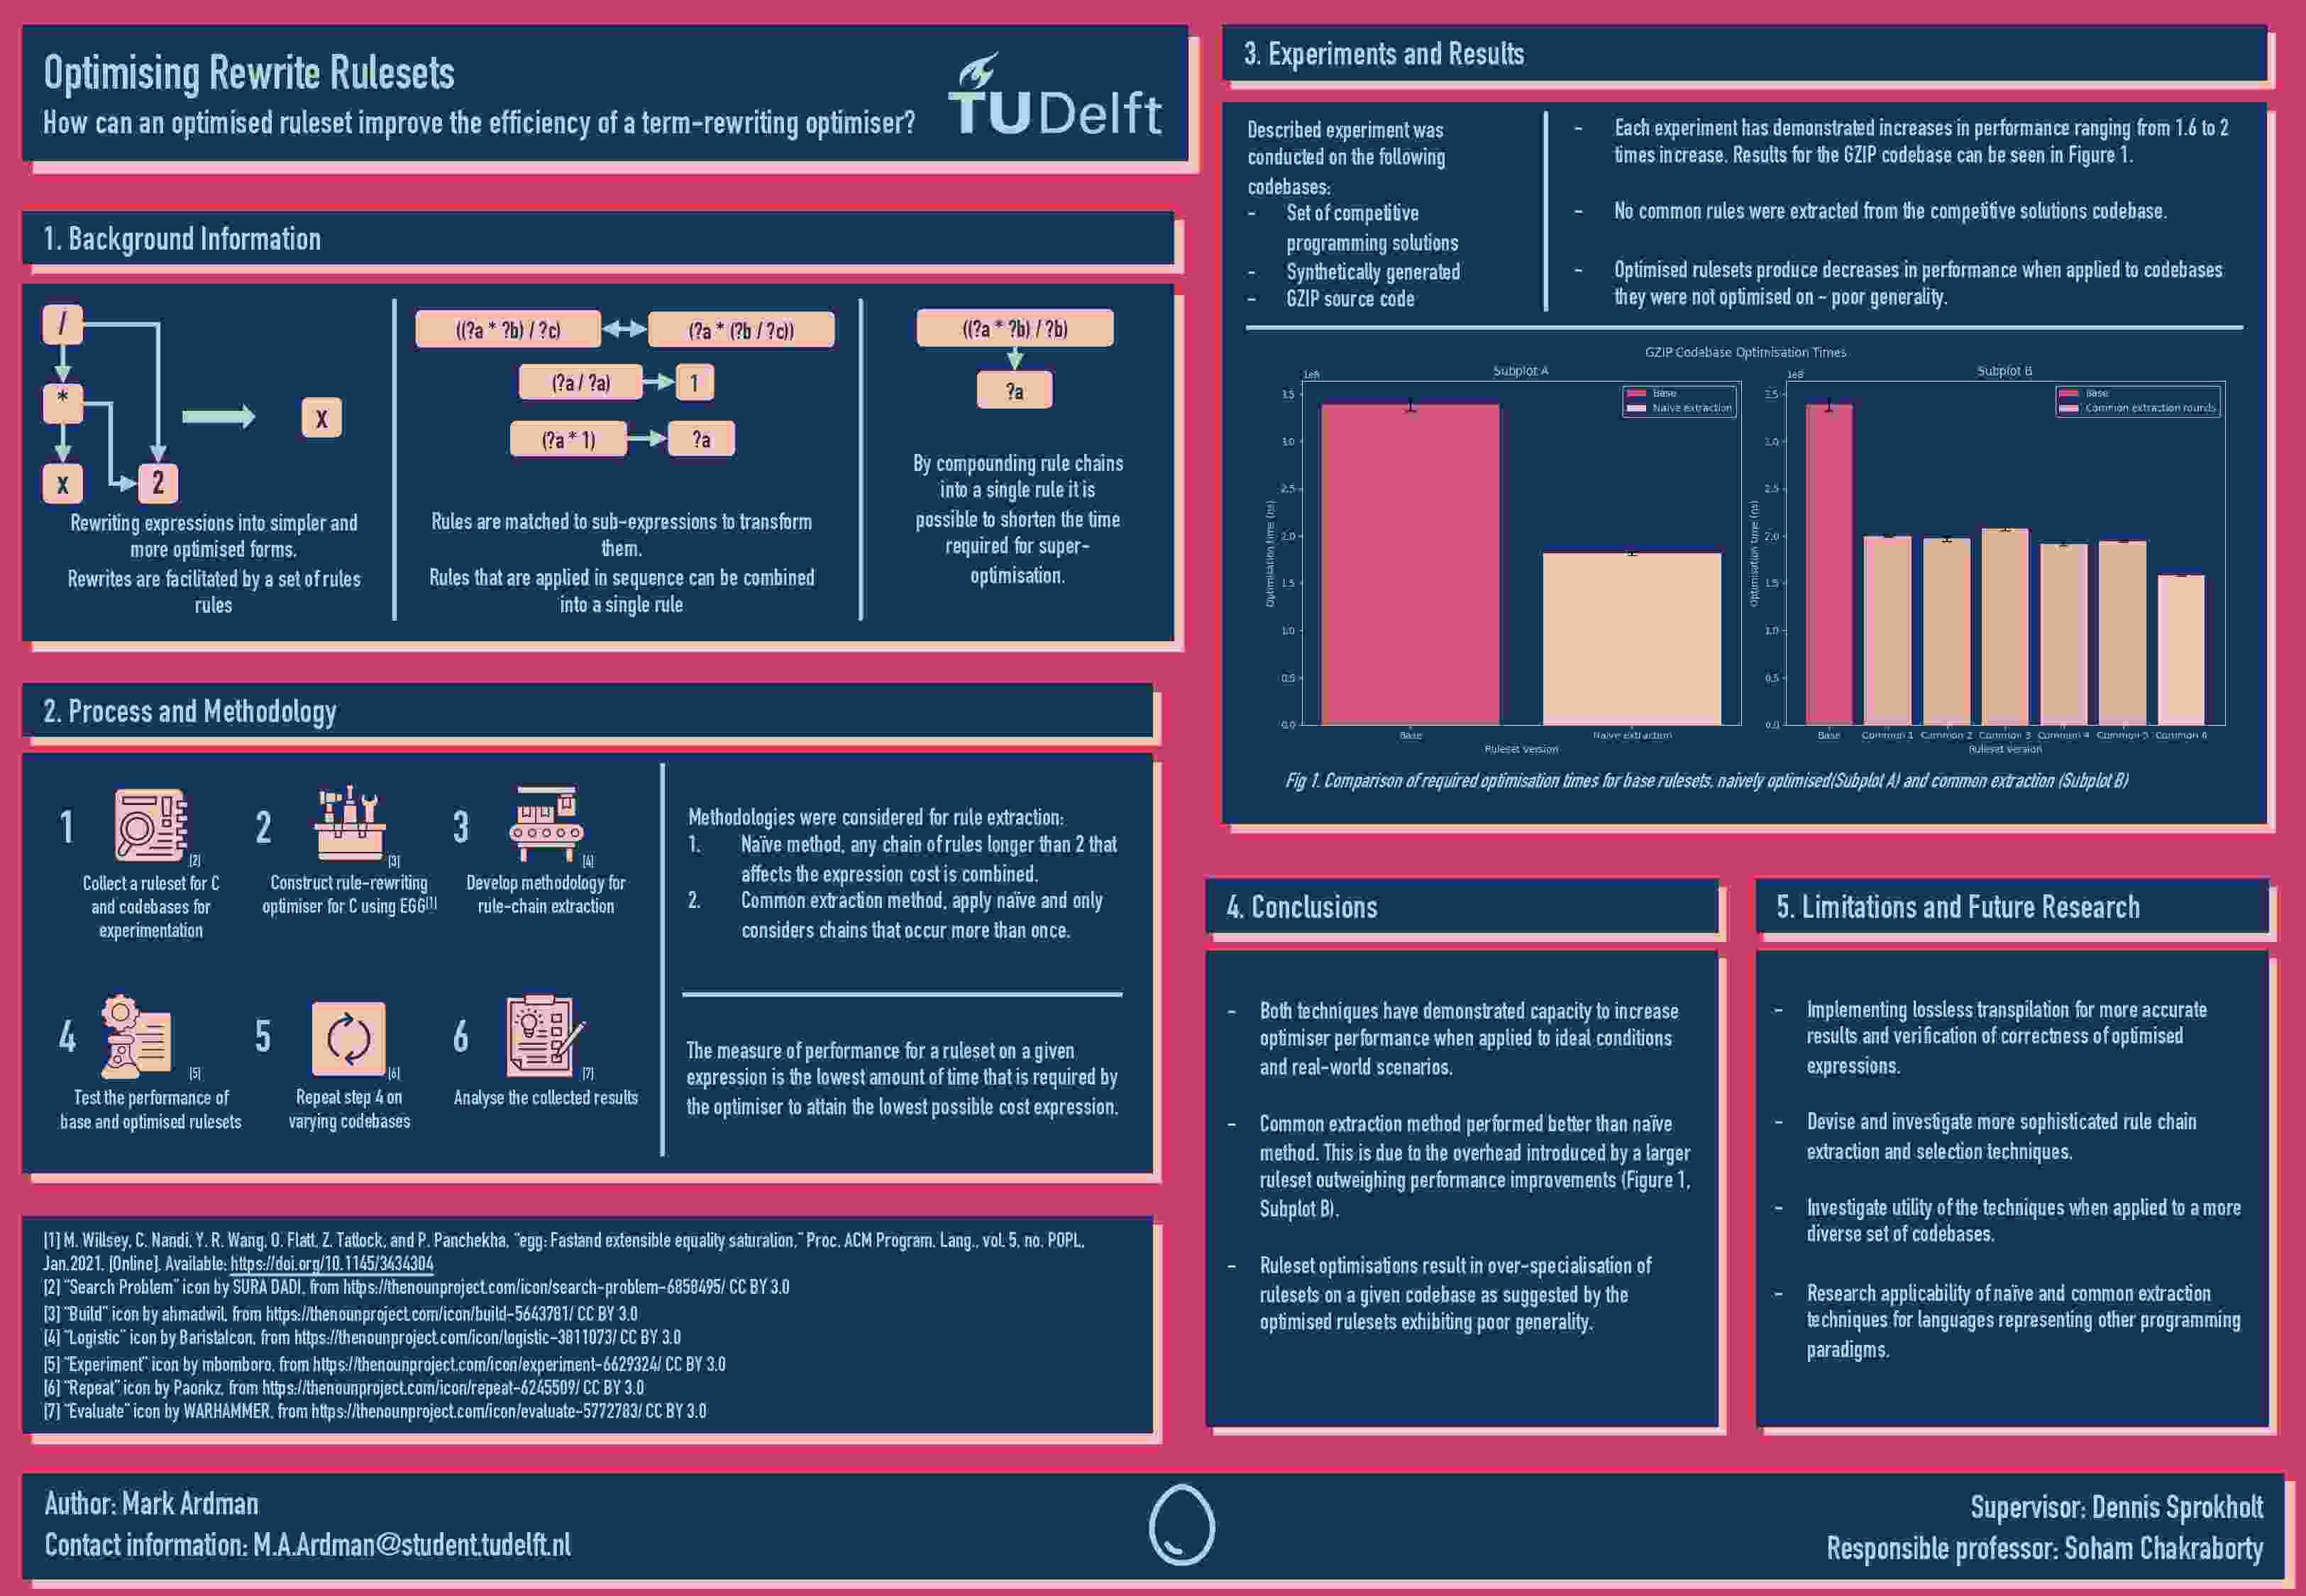 Optimising Rewrite Rulesets
How can an optimised ruleset improve the efficiency of a term-rewriting optimiser?
TUDelft
1. Background Information
/
*
x
2
x
Rewriting expressions into simpler and
more optimised forms.
Rewrites are facilitated by a set of rules
rules
((?a * ?b) / ?c)
(?a * (?b / ?c))
(?a / ?a)
1
(?a * 1)
?a
Rules are matched to sub-expressions to transform
them.
Rules that are applied in sequence can be combined
into a single rule
((?a * ?b) / ?b)
?a
By compounding rule chains
into a single rule it is
possible to shorten the time
required for super-
optimisation.
2. Process and Methodology
1
[2]
Collect a ruleset for C
and codebases for
experimentation
2
[3]
Construct rule-rewriting
optimiser for C using EGG[1]
3
[4]
Develop methodology for
rule-chain extraction
4
[5]
Test the performance of
base and optimised rulesets
5
[6]
Repeat step 4 on
varying codebases
6
[7]
Analyse the collected results
Methodologies were considered for rule extraction:
1. Naïve method, any chain of rules longer than 2 that
affects the expression cost is combined.
2. Common extraction method, apply naïve and only
considers chains that occur more than once.
The measure of performance for a ruleset on a given
expression is the lowest amount of time that is required by
the optimiser to attain the lowest possible cost expression.
[1] M. Willsey, C. Nandi, Y. R. Wang, O. Flatt, Z. Tatlock, and P. Panchekha, "egg: Fastand extensible equality saturation," Proc. ACM Program. Lang., vol. 5, no. POPL,
Jan.2021. [Online]. Available: https://doi.org/10.1145/3434304
[2] "Search Problem" icon by SURA DADI, from https://thenounproject.com/icon/search-problem-6858495/ CC BY 3.0
[3] "Build" icon by ahmadwil, from https://thenounproject.com/icon/build-5643781/ CC BY 3.0
[4] "Logistic" icon by BaristaIcon, from https://thenounproject.com/icon/logistic-3811073/ CC BY 3.0
[5] "Experiment" icon by mbomboro, from https://thenounproject.com/icon/experiment-6629324/ CC BY 3.0
[6] "Repeat" icon by Paonkz, from https://thenounproject.com/icon/repeat-6245509/ CC BY 3.0
[7] "Evaluate" icon by WARHAMMER, from https://thenounproject.com/icon/evaluate-5772783/ CC BY 3.0
3. Experiments and Results
Described experiment was
conducted on the following
codebases:
- Set of competitive
programming solutions
- Synthetically generated
- GZIP source code
- Each experiment has demonstrated increases in performance ranging from 1.6 to 2
times increase. Results for the GZIP codebase can be seen in Figure 1.
- No common rules were extracted from the competitive solutions codebase.
- Optimised rulesets produce decreases in performance when applied to codebases
they were not optimised on - poor generality.
GZIP Codebase Optimisation Times
Subplot A
1e8
3.5
3.0
2.5
2.0
1.5
1.0
0.5
0.0
Optimisation time (ns)
Base
Naive extraction
Base
Naive extraction
Ruleset version
Subplot B
1e8
3.5
3.0
2.5
2.0
1.5
1.0
0.5
0.0
Optimisation time (ns)
Base
Common extraction rounds
Base Common 1 Common 2 Common 3 Common 4 Common 5 Common 6
Ruleset version
Fig 1. Comparison of required optimisation times for base rulesets, naively optimised(Subplot A) and common extraction (Subplot B)
4. Conclusions
- Both techniques have demonstrated capacity to increase
optimiser performance when applied to ideal conditions
and real-world scenarios.
- Common extraction method performed better than naïve
method. This is due to the overhead introduced by a larger
ruleset outweighing performance improvements (Figure 1,
Subplot B).
- Ruleset optimisations result in over-specialisation of
rulesets on a given codebase as suggested by the
optimised rulesets exhibiting poor generality.
5. Limitations and Future Research
- Implementing lossless transpilation for more accurate
results and verification of correctness of optimised
expressions.
- Devise and investigate more sophisticated rule chain
extraction and selection techniques.
- Investigate utility of the techniques when applied to a more
diverse set of codebases.
- Research applicability of naïve and common extraction
techniques for languages representing other programming
paradigms.
Author: Mark Ardman
Contact information: M.A.Ardman@student.tudelft.nl
Supervisor: Dennis Sprokholt
Responsible professor: Soham Chakraborty